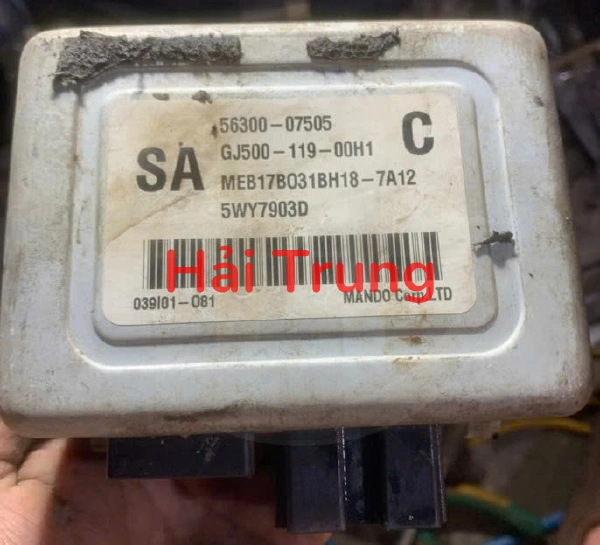 56300-07505
SA
GJ500-119-00H1
C
MEB17B031BH18-7A12
5WY7903D
Hải Trung
039I01-081
MANDO Corp.LTD